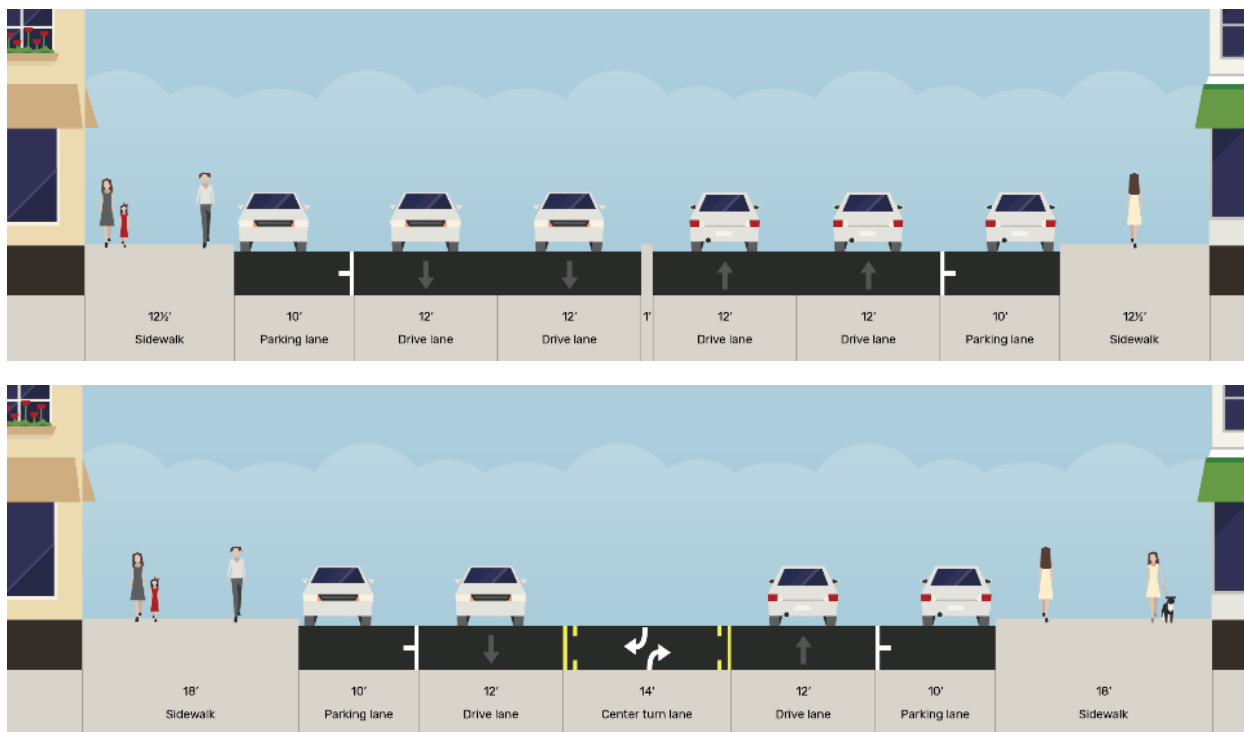 12½' 10' 12' 12' 1' 12' 12' 10' 12½'
Sidewalk Parking lane Drive lane Drive lane Drive lane Drive lane Parking lane Sidewalk
18' 10' 12' 14' 12' 10' 18'
Sidewalk Parking lane Drive lane Center turn lane Drive lane Parking lane Sidewalk